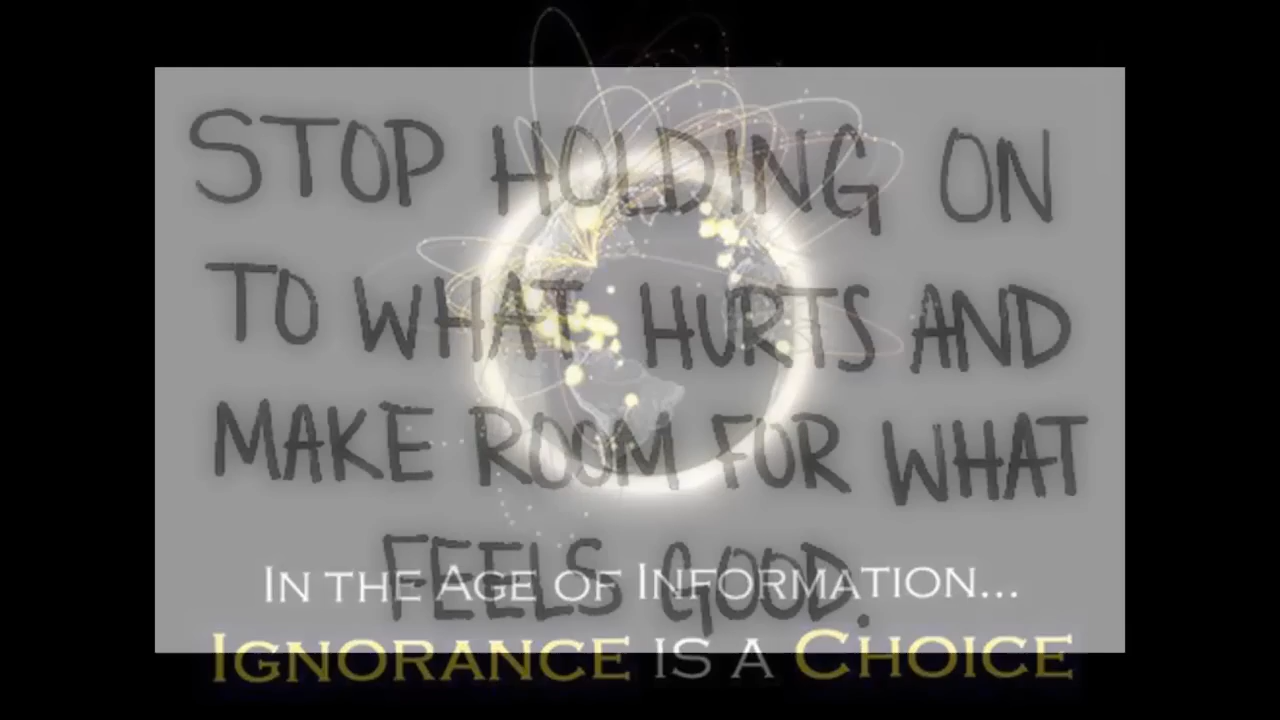 STOP HOLDING ON
TO WHAT HURTS AND
MAKE ROOM FOR WHAT
FEELS GOOD.
IN THE AGE OF INFORMATION...
IGNORANCE IS A CHOICE